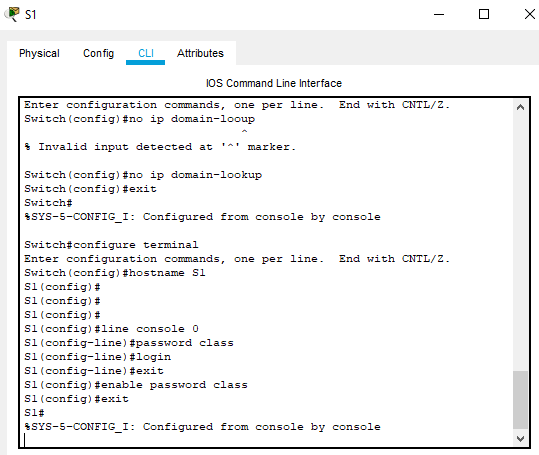 S1
Physical Config CLI Attributes
IOS Command Line Interface
Enter configuration commands, one per line.  End with CNTL/Z.
Switch(config)#no ip domain-looup
^
% Invalid input detected at '^' marker.
Switch(config)#no ip domain-lookup
Switch(config)#exit
Switch#
%SYS-5-CONFIG_I: Configured from console by console
Switch#configure terminal
Enter configuration commands, one per line.  End with CNTL/Z.
Switch(config)#hostname S1
S1(config)#
S1(config)#
S1(config)#
S1(config)#line console 0
S1(config-line)#password class
S1(config-line)#login
S1(config-line)#exit
S1(config)#enable password class
S1(config)#exit
S1#
%SYS-5-CONFIG_I: Configured from console by console